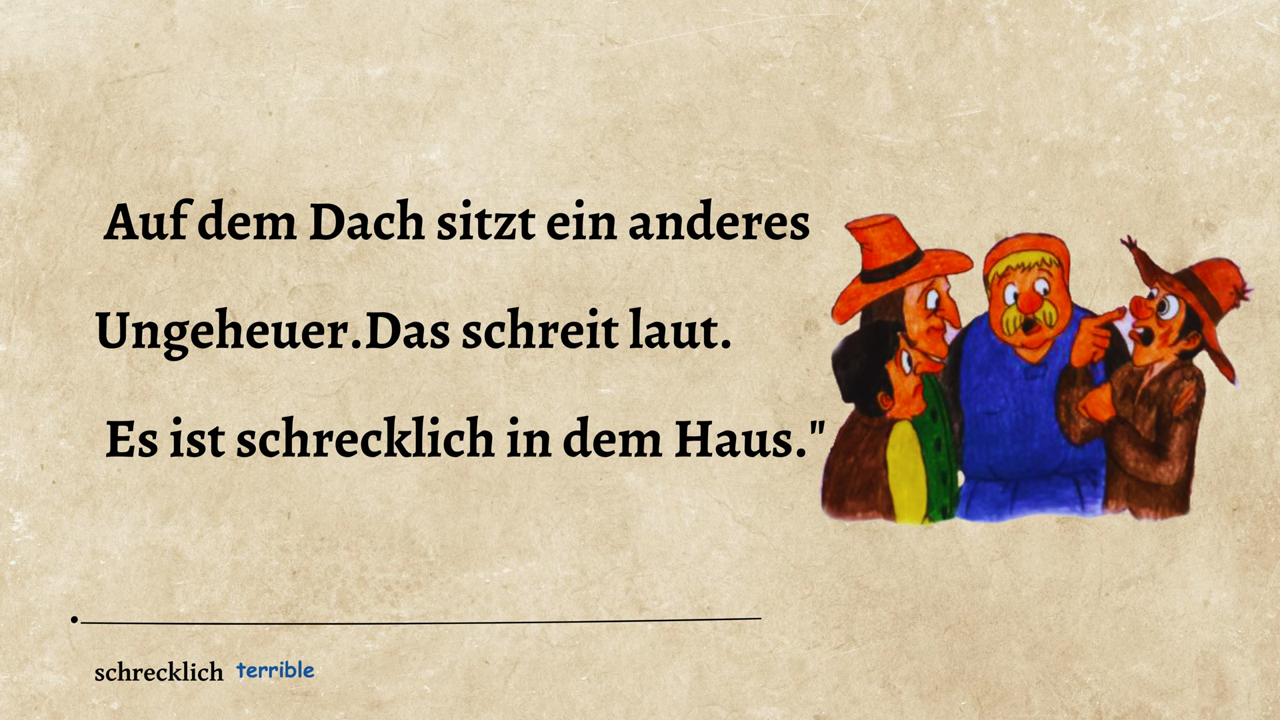 Auf dem Dach sitzt ein anderes
Ungeheuer.Das schreit laut.
Es ist schrecklich in dem Haus."
schrecklich terrible